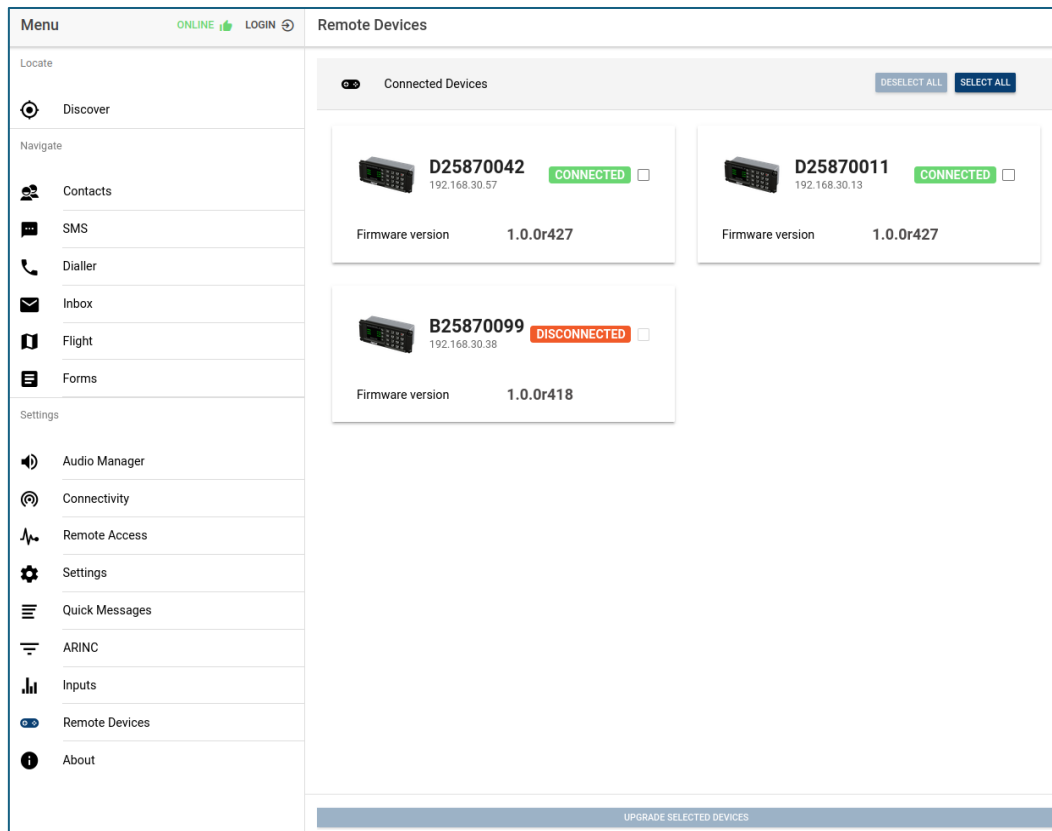 Menu ONLINE LOGIN
Remote Devices
Locate
Discover
Navigate
Contacts
SMS
Dialler
Inbox
Flight
Forms
Settings
Audio Manager
Connectivity
Remote Access
Settings
Quick Messages
ARINC
Inputs
Remote Devices
About
Connected Devices DESELECT ALL SELECT ALL
D25870042 CONNECTED
192.168.30.57
Firmware version 1.0.0r427
D25870011 CONNECTED
192.168.30.13
Firmware version 1.0.0r427
B25870099 DISCONNECTED
192.168.30.38
Firmware version 1.0.0r418
UPGRADE SELECTED DEVICES